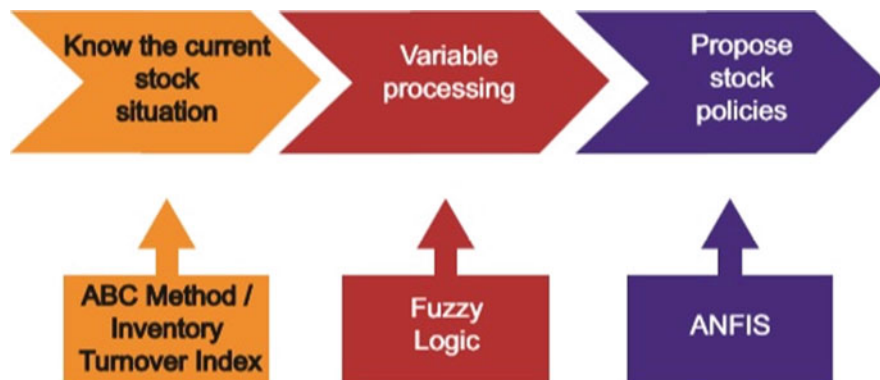 Know the current
stock
situation
Variable
processing
Propose
stock
policies
ABC Method /
Inventory
Turnover Index
Fuzzy
Logic
ANFIS